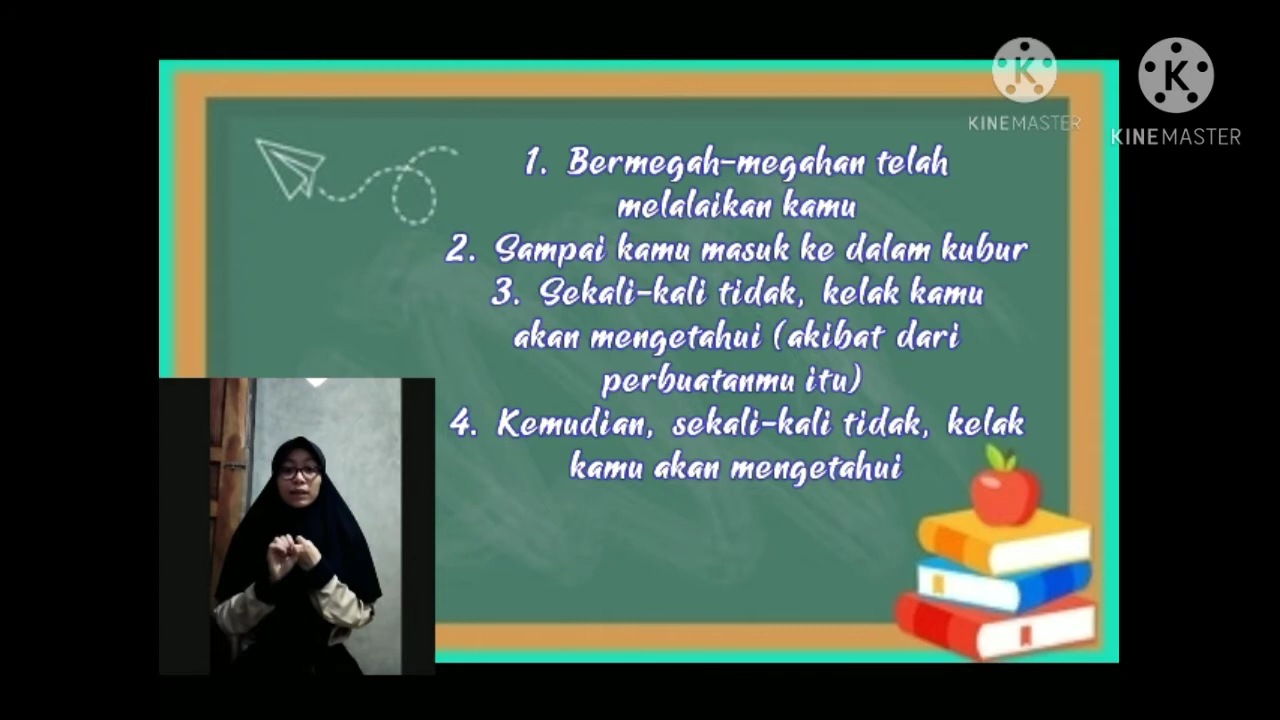 KINEMASTER
KINEMASTER
1. Bermegah-megahan telah
melalaikan kamu
2. Sampai kamu masuk ke dalam kubur
3. Sekali-kali tidak, kelak kamu
akan mengetahui (akibat dari
perbuatanmu itu)
4. Kemudian, sekali-kali tidak, kelak
kamu akan mengetahui